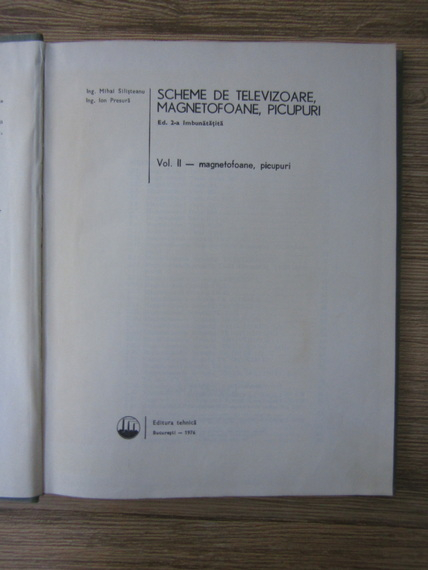 Ing. Mihai Silișteanu
Ing. Ion Presură
SCHEME DE TELEVIZOARE,
MAGNETOFOANE, PICUPURI
Ed. 2-a îmbunătățită
Vol. II — magnetofoane, picupuri
Editura tehnică
București — 1976